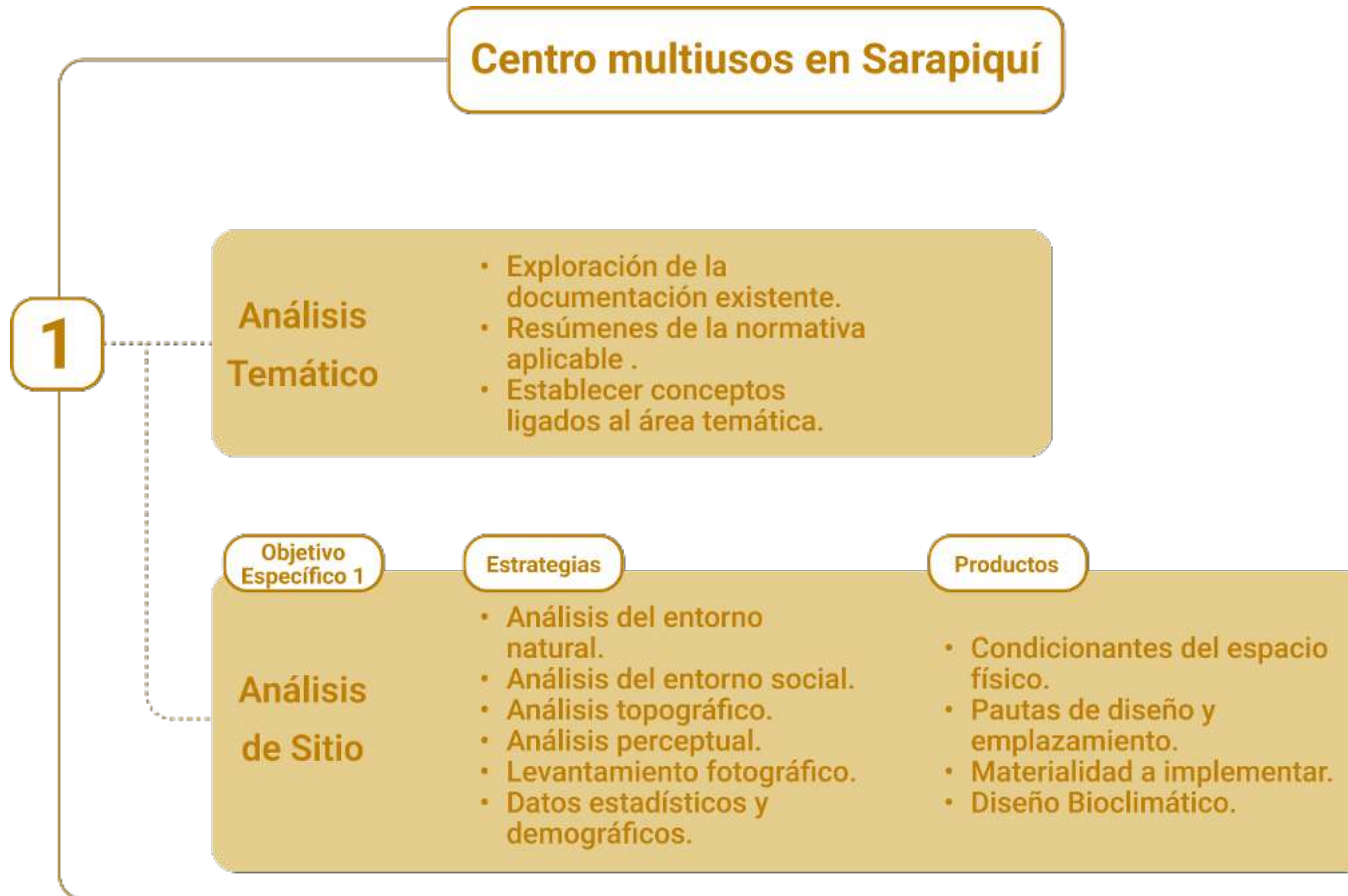 Centro multiusos en Sarapiquí
1
Análisis
Temático
• Exploración de la
documentación existente.
• Resúmenes de la normativa
aplicable .
• Establecer conceptos
ligados al área temática.
Objetivo
Específico 1
Análisis
de Sitio
Estrategias
• Análisis del entorno
natural.
• Análisis del entorno social.
• Análisis topográfico.
• Análisis perceptual.
• Levantamiento fotográfico.
• Datos estadísticos y
demográficos.
Productos
• Condicionantes del espacio
físico.
• Pautas de diseño y
emplazamiento.
• Materialidad a implementar.
• Diseño Bioclimático.